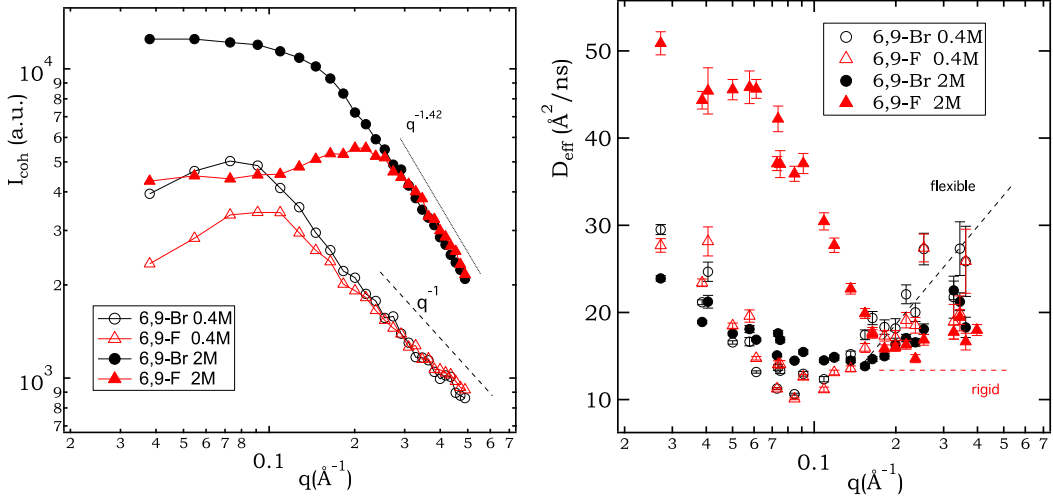 I_coh (a.u.)
10^4
9
8
7
6
5
4
3
2
10^3
9
8
7
q^-1.42
q^-1
6,9-Br 0.4M
6,9-F 0.4M
6,9-Br 2M
6,9-F 2M
2 3 4 5 6 7 8 0.1 2 3 4 5 6 7
q(Å^-1)
D_eff (Å^2/ns)
50
40
30
20
10
6,9-Br 0.4M
6,9-F 0.4M
6,9-Br 2M
6,9-F 2M
flexible
rigid
2 3 4 5 6 7 8 0.1 2 3 4 5 6 7
q(Å^-1)